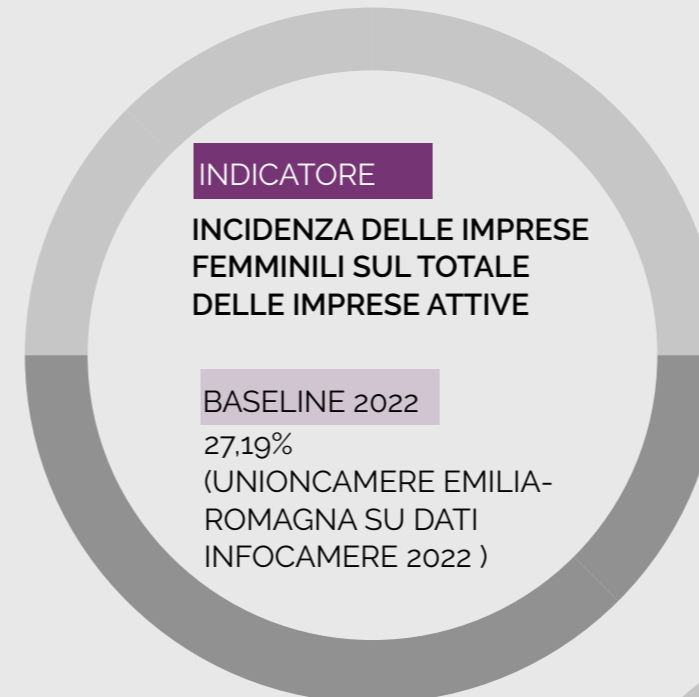 INDICATORE
INCIDENZA DELLE IMPRESE
FEMMINILI SUL TOTALE
DELLE IMPRESE ATTIVE
BASELINE 2022
27,19%
(UNIONCAMERE EMILIA-
ROMAGNA SU DATI
INFOCAMERE 2022 )